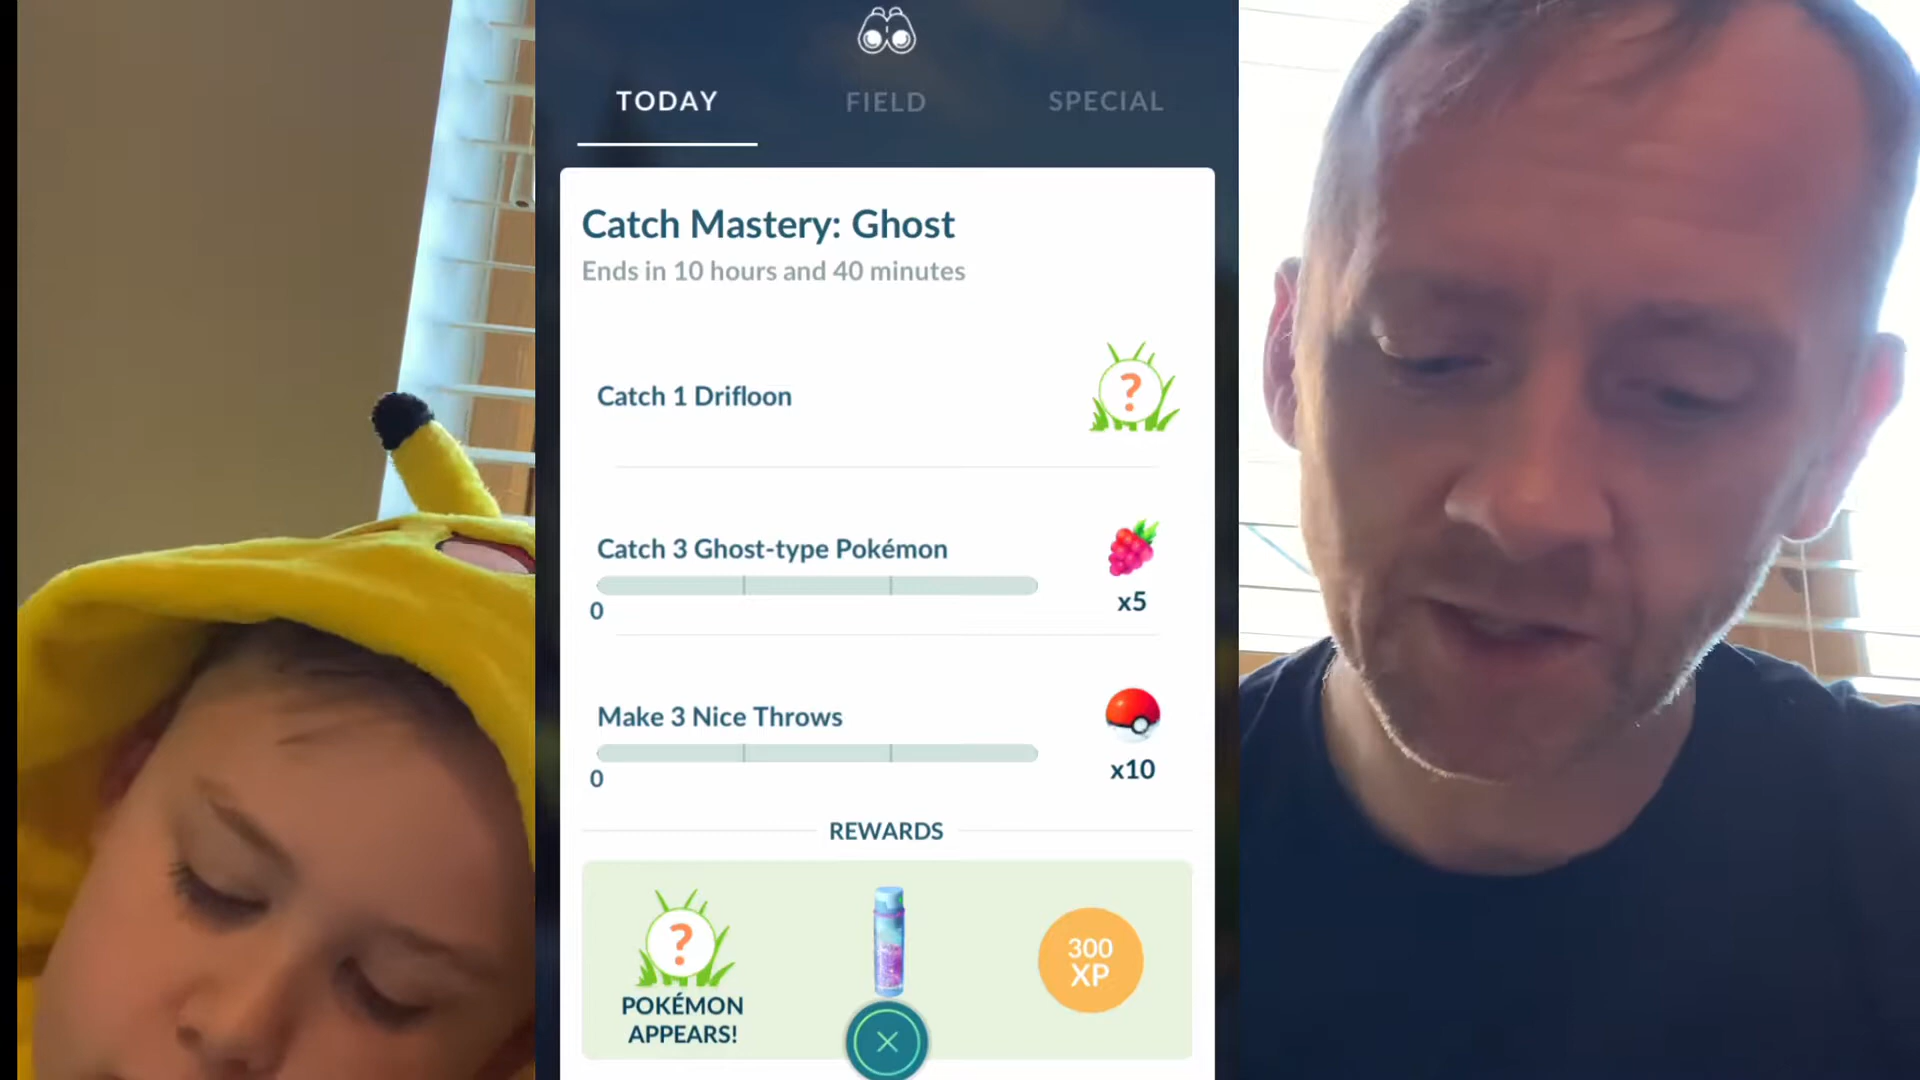 TODAY
FIELD
SPECIAL
Catch Mastery: Ghost
Ends in 10 hours and 40 minutes
Catch 1 Drifloon
?
Catch 3 Ghost-type Pokémon
0
x5
Make 3 Nice Throws
0
x10
REWARDS
?
POKÉMON
APPEARS!
300
XP